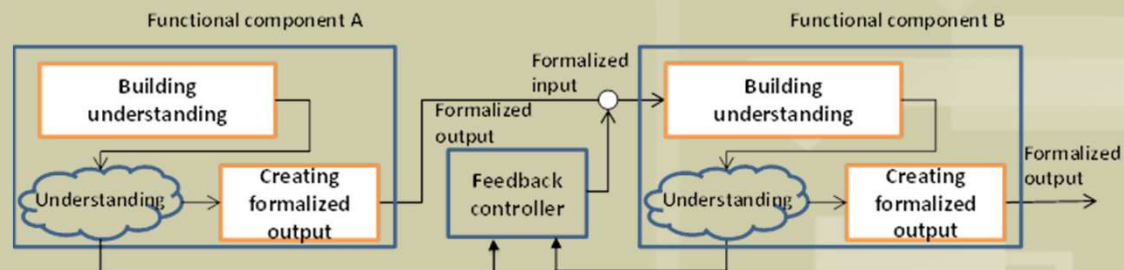 Functional component A
Functional component B
Building
understanding
Understanding
Creating
formalized
output
Formalized
output
Formalized
input
Feedback
controller
Building
understanding
Understanding
Creating
formalized
output
Formalized
output